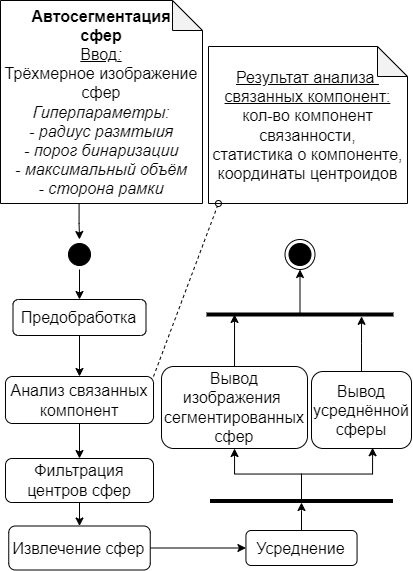 Автосегментация
сфер
Ввод:
Трёхмерное изображение
сфер
Гиперпараметры:
- радиус размтыия
- порог бинаризации
- максимальный объём
- сторона рамки
Результат анализа
связанных компонент:
кол-во компонент
связанности,
статистика о компоненте,
координаты центроидов
Предобработка
Анализ связанных
компонент
Фильтрация
центров сфер
Извлечение сфер
Усреднение
Вывод
изображения
сегментированных
сфер
Вывод
усреднённой
сферы